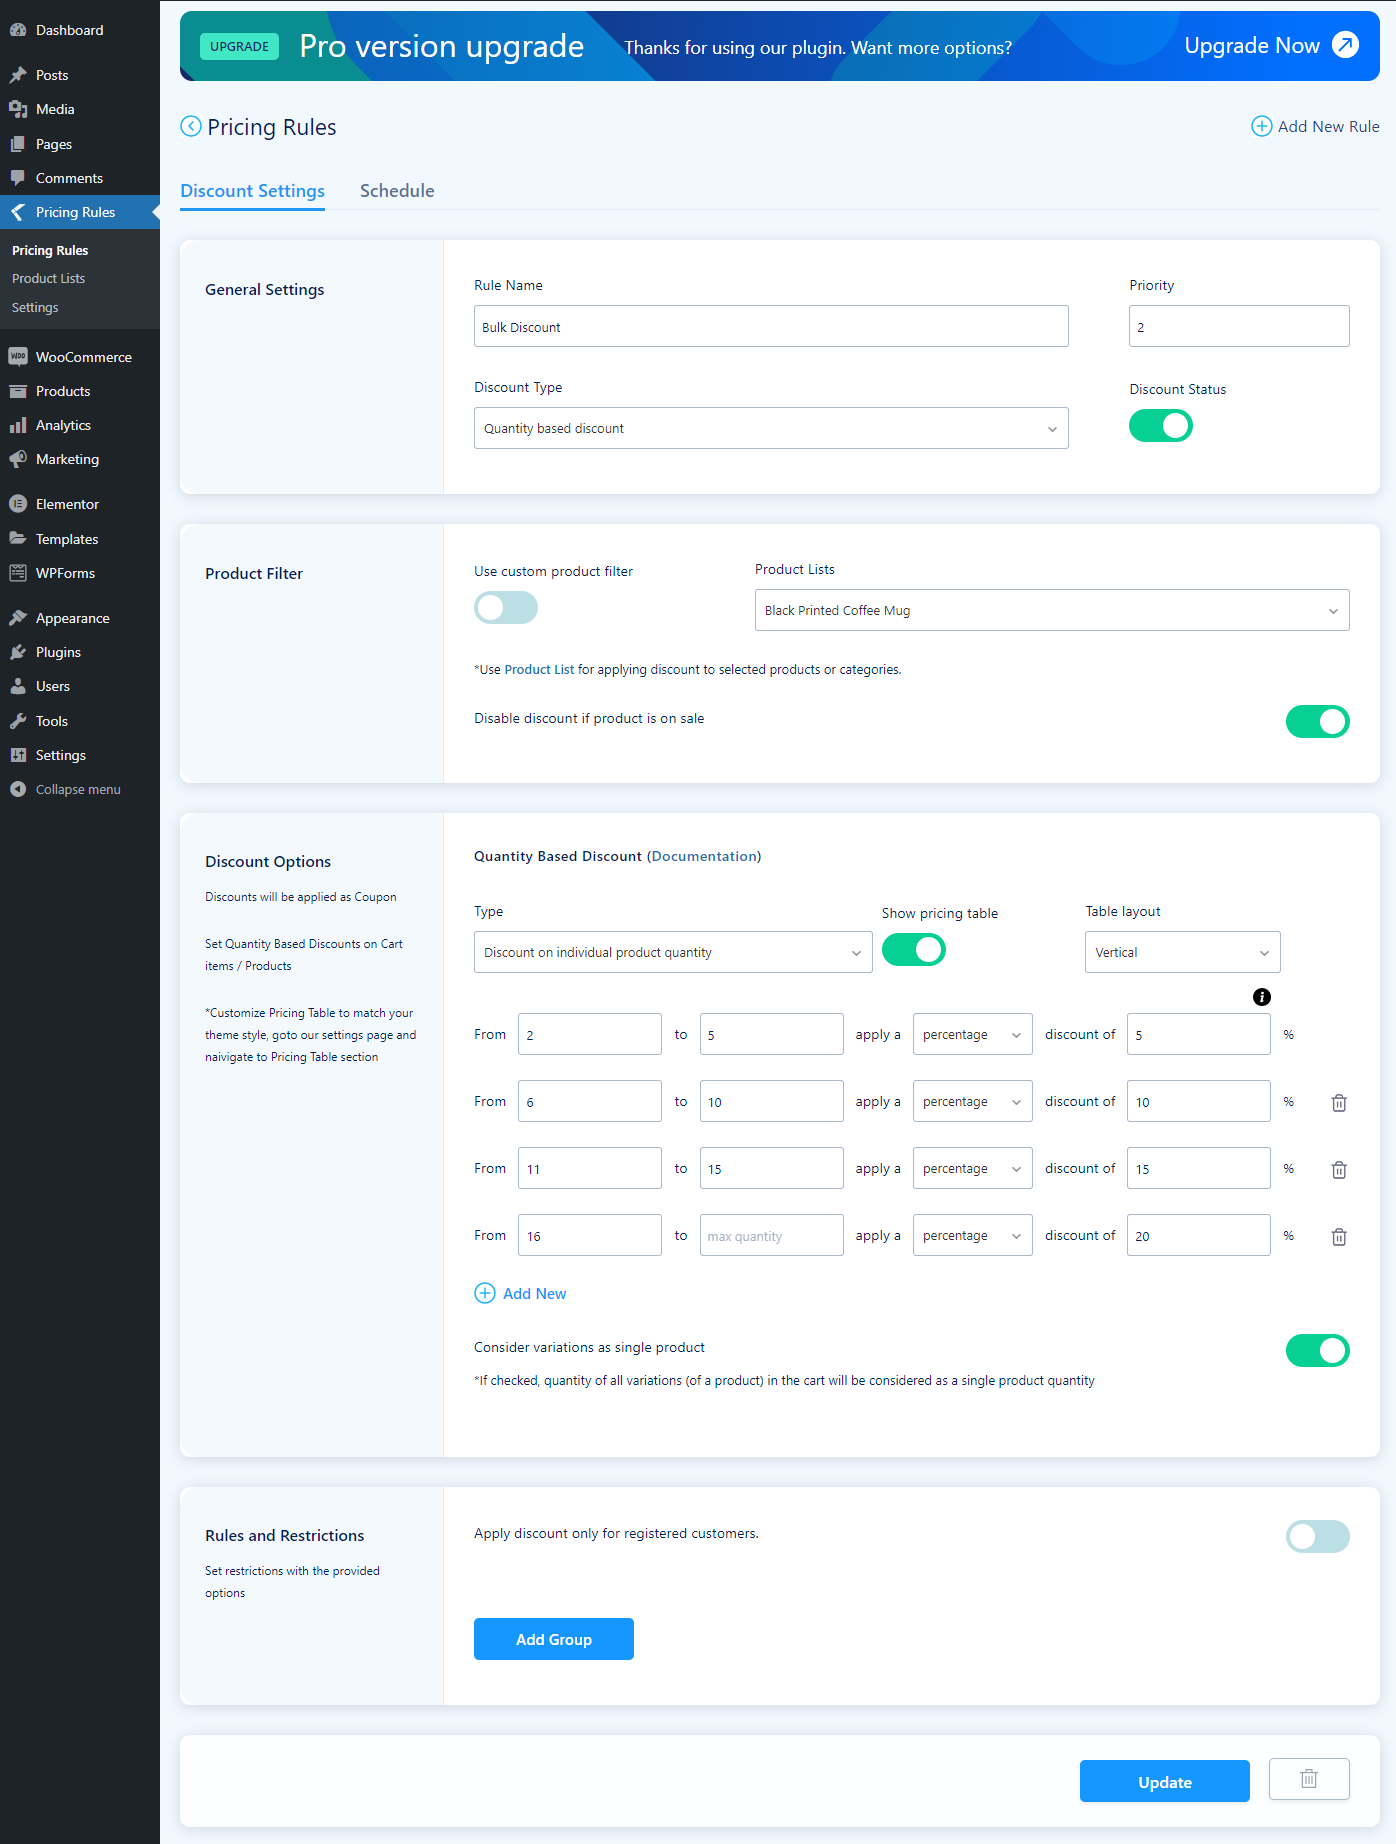 Dashboard
Posts
Media
Pages
Comments
Pricing Rules
Pricing Rules
Product Lists
Settings
WooCommerce
Products
Analytics
Marketing
Elementor
Templates
WPForms
Appearance
Plugins
Users
Tools
Settings
Collapse menu
UPGRADE Pro version upgrade Thanks for using our plugin. Want more options? Upgrade Now
Pricing Rules Add New Rule
Discount Settings Schedule
General Settings
Rule Name Priority
Bulk Discount 2
Discount Type Discount Status
Quantity based discount
Product Filter
Use custom product filter Product Lists
Black Printed Coffee Mug
*Use Product List for applying discount to selected products or categories.
Disable discount if product is on sale
Discount Options
Discounts will be applied as Coupon
Set Quantity Based Discounts on Cart
items / Products
*Customize Pricing Table to match your
theme style, goto our settings page and
naivigate to Pricing Table section
Quantity Based Discount (Documentation)
Type Show pricing table Table layout
Discount on individual product quantity Vertical
From 2 to 5 apply a percentage discount of 5 %
From 6 to 10 apply a percentage discount of 10 %
From 11 to 15 apply a percentage discount of 15 %
From 16 to max quantity apply a percentage discount of 20 %
Add New
Consider variations as single product
*If checked, quantity of all variations (of a product) in the cart will be considered as a single product quantity
Rules and Restrictions
Set restrictions with the provided
options
Apply discount only for registered customers.
Add Group
Update